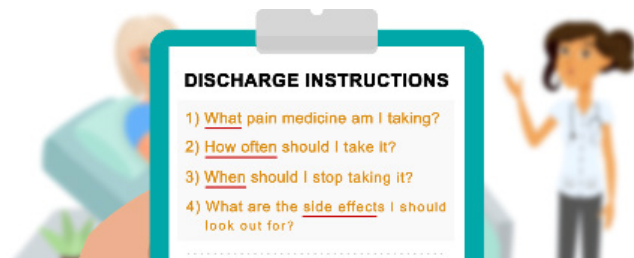 DISCHARGE INSTRUCTIONS
1) What pain medicine am I taking?
2) How often should I take it?
3) When should I stop taking it?
4) What are the side effects I should
look out for?